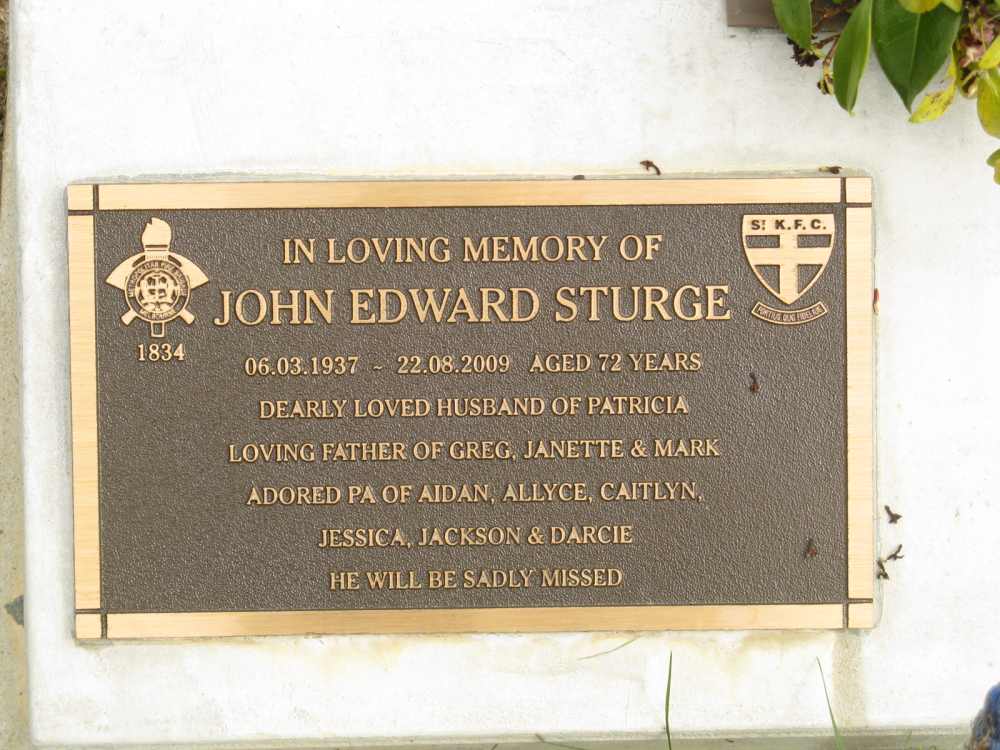 IN LOVING MEMORY OF
JOHN EDWARD STURGE
1834
ST K.F.C.
FORTIUS QUO FIDELIUS
06.03.1937 ~ 22.08.2009 AGED 72 YEARS
DEARLY LOVED HUSBAND OF PATRICIA
LOVING FATHER OF GREG, JANETTE & MARK
ADORED PA OF AIDAN, ALLYCE, CAITLYN,
JESSICA, JACKSON & DARCIE
HE WILL BE SADLY MISSED